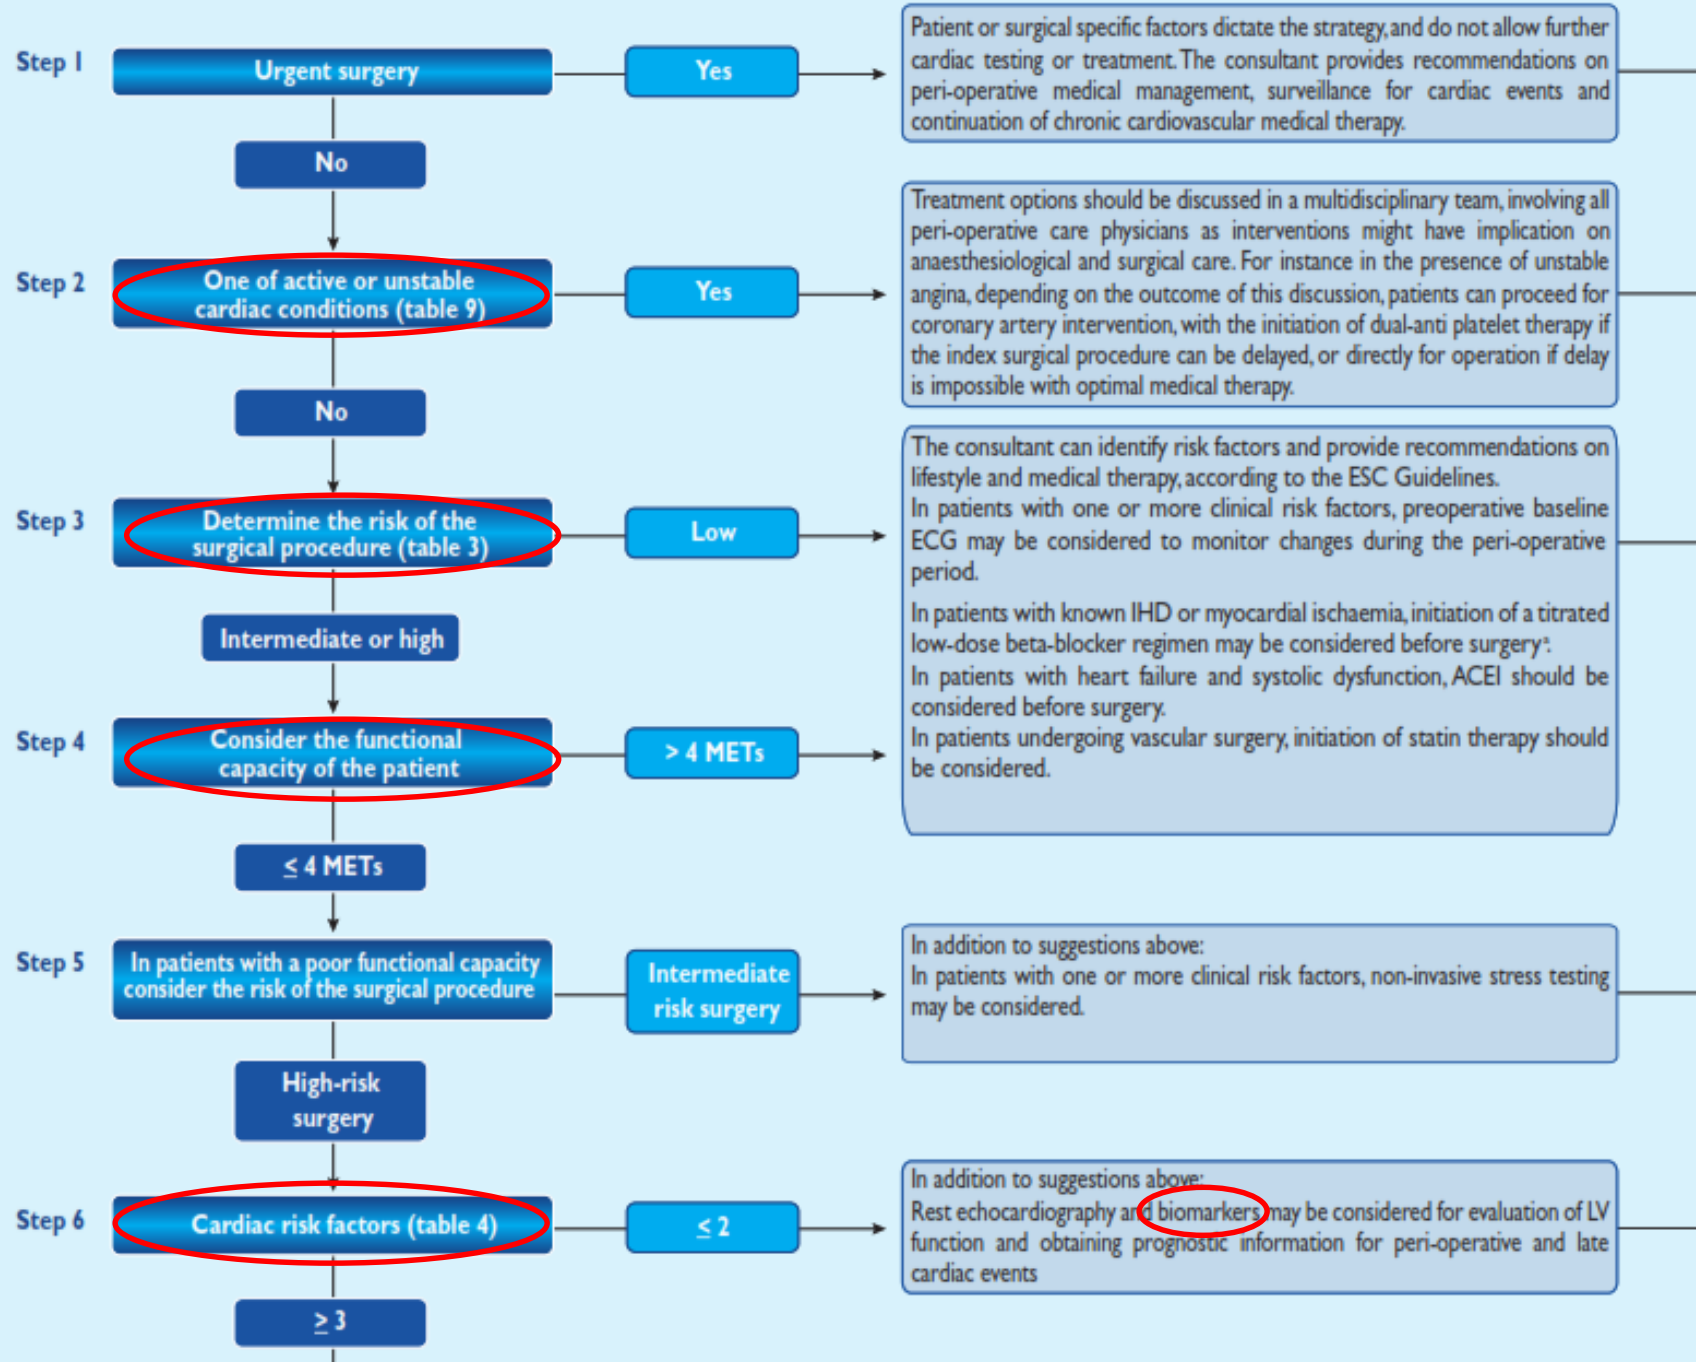 Step 1
Urgent surgery
Yes
Patient or surgical specific factors dictate the strategy, and do not allow further
cardiac testing or treatment. The consultant provides recommendations on
peri-operative medical management, surveillance for cardiac events and
continuation of chronic cardiovascular medical therapy.
No
Step 2
One of active or unstable
cardiac conditions (table 9)
Yes
Treatment options should be discussed in a multidisciplinary team, involving all
peri-operative care physicians as interventions might have implication on
anaesthesiological and surgical care. For instance in the presence of unstable
angina, depending on the outcome of this discussion, patients can proceed for
coronary artery intervention, with the initiation of dual-anti platelet therapy if
the index surgical procedure can be delayed, or directly for operation if delay
is impossible with optimal medical therapy.
No
Step 3
Determine the risk of the
surgical procedure (table 3)
Low
The consultant can identify risk factors and provide recommendations on
lifestyle and medical therapy, according to the ESC Guidelines.
In patients with one or more clinical risk factors, preoperative baseline
ECG may be considered to monitor changes during the peri-operative
period.
In patients with known IHD or myocardial ischaemia, initiation of a titrated
low-dose beta-blocker regimen may be considered before surgeryª.
In patients with heart failure and systolic dysfunction, ACEI should be
considered before surgery.
In patients undergoing vascular surgery, initiation of statin therapy should
be considered.
Intermediate or high
Step 4
Consider the functional
capacity of the patient
> 4 METs
≤ 4 METs
Step 5
In patients with a poor functional capacity
consider the risk of the surgical procedure
Intermediate
risk surgery
In addition to suggestions above:
In patients with one or more clinical risk factors, non-invasive stress testing
may be considered.
High-risk
surgery
Step 6
Cardiac risk factors (table 4)
≤ 2
In addition to suggestions above:
Rest echocardiography and biomarkers may be considered for evaluation of LV
function and obtaining prognostic information for peri-operative and late
cardiac events
≥ 3